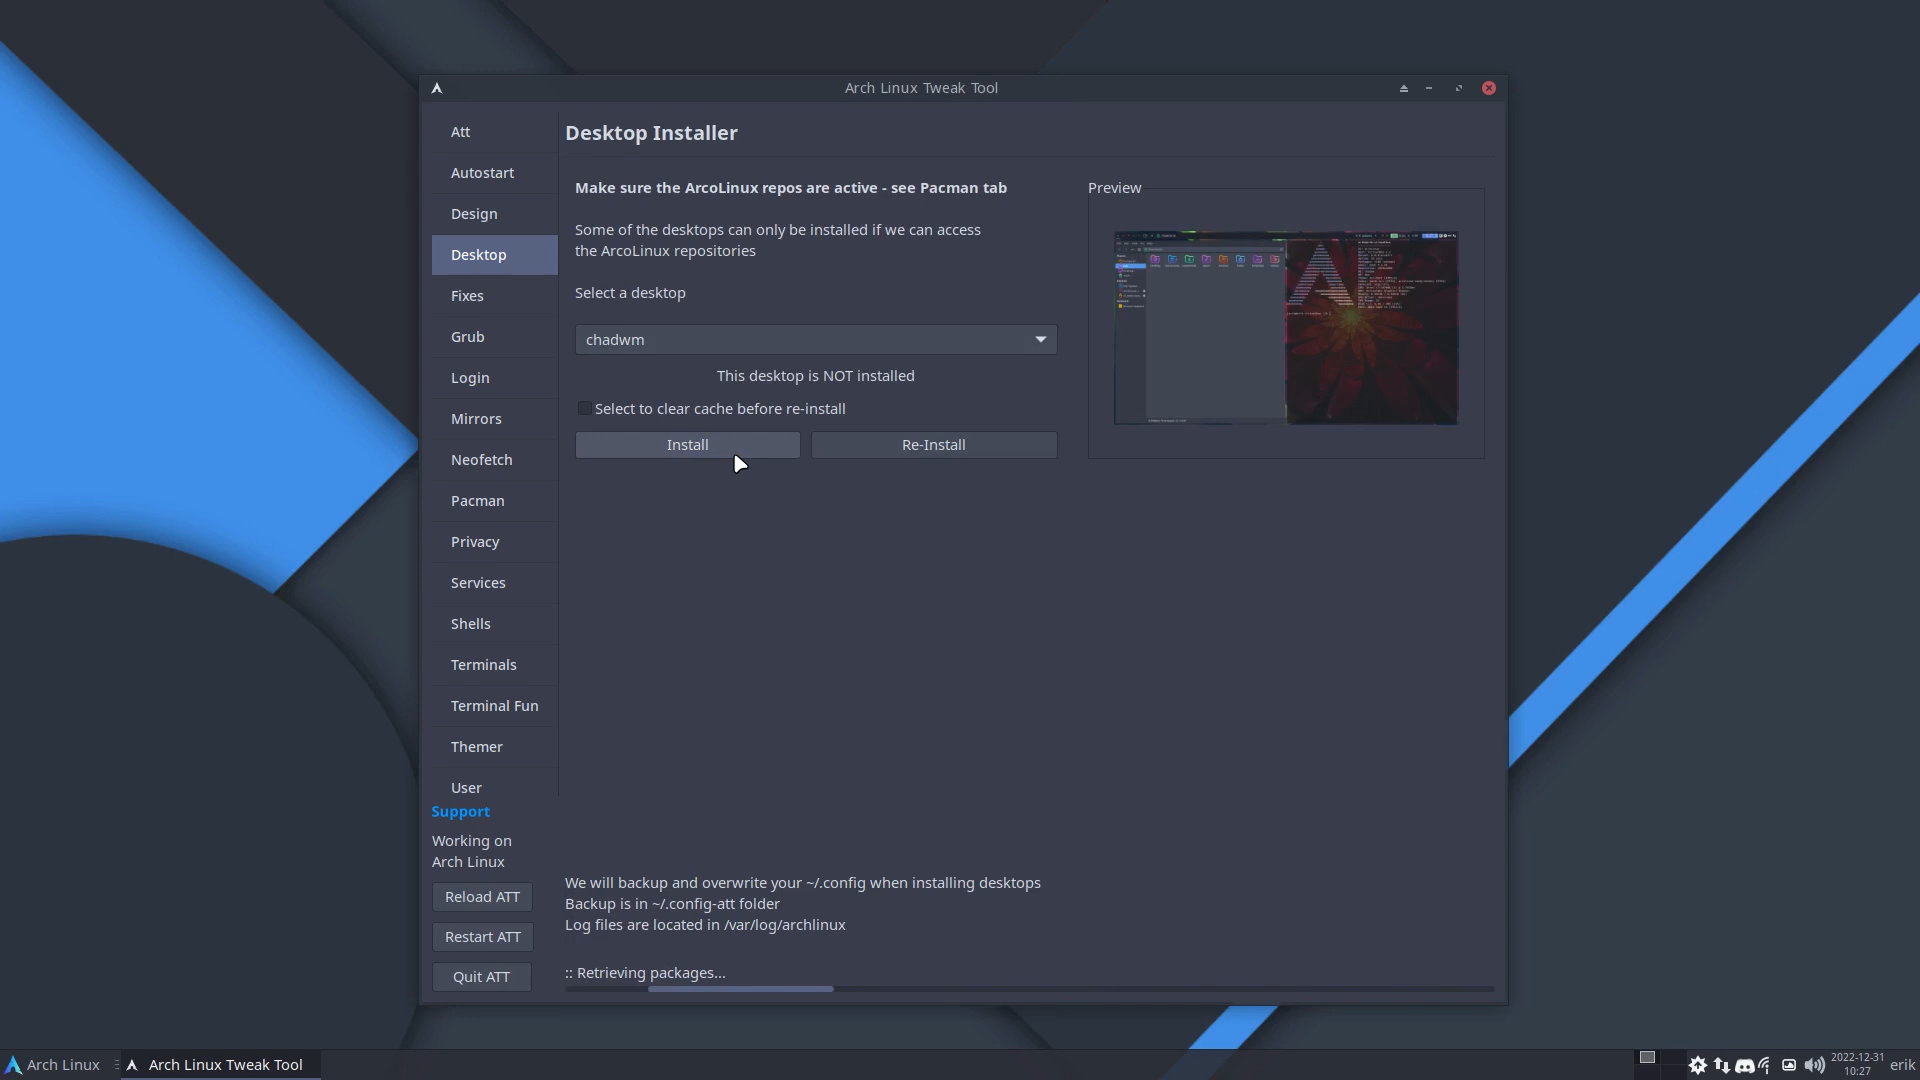 Arch Linux Tweak Tool
Att
Autostart
Design
Desktop
Fixes
Grub
Login
Mirrors
Neofetch
Pacman
Privacy
Services
Shells
Terminals
Terminal Fun
Themer
User
Support
Working on
Arch Linux
Reload ATT
Restart ATT
Quit ATT
Desktop Installer
Make sure the ArcoLinux repos are active - see Pacman tab
Some of the desktops can only be installed if we can access
the ArcoLinux repositories
Select a desktop
chadwm
This desktop is NOT installed
Select to clear cache before re-install
Install
Re-Install
Preview
We will backup and overwrite your ~/.config when installing desktops
Backup is in ~/.config-att folder
Log files are located in /var/log/archlinux
:: Retrieving packages...
Arch Linux
Arch Linux Tweak Tool
2022-12-31
10:27
erik